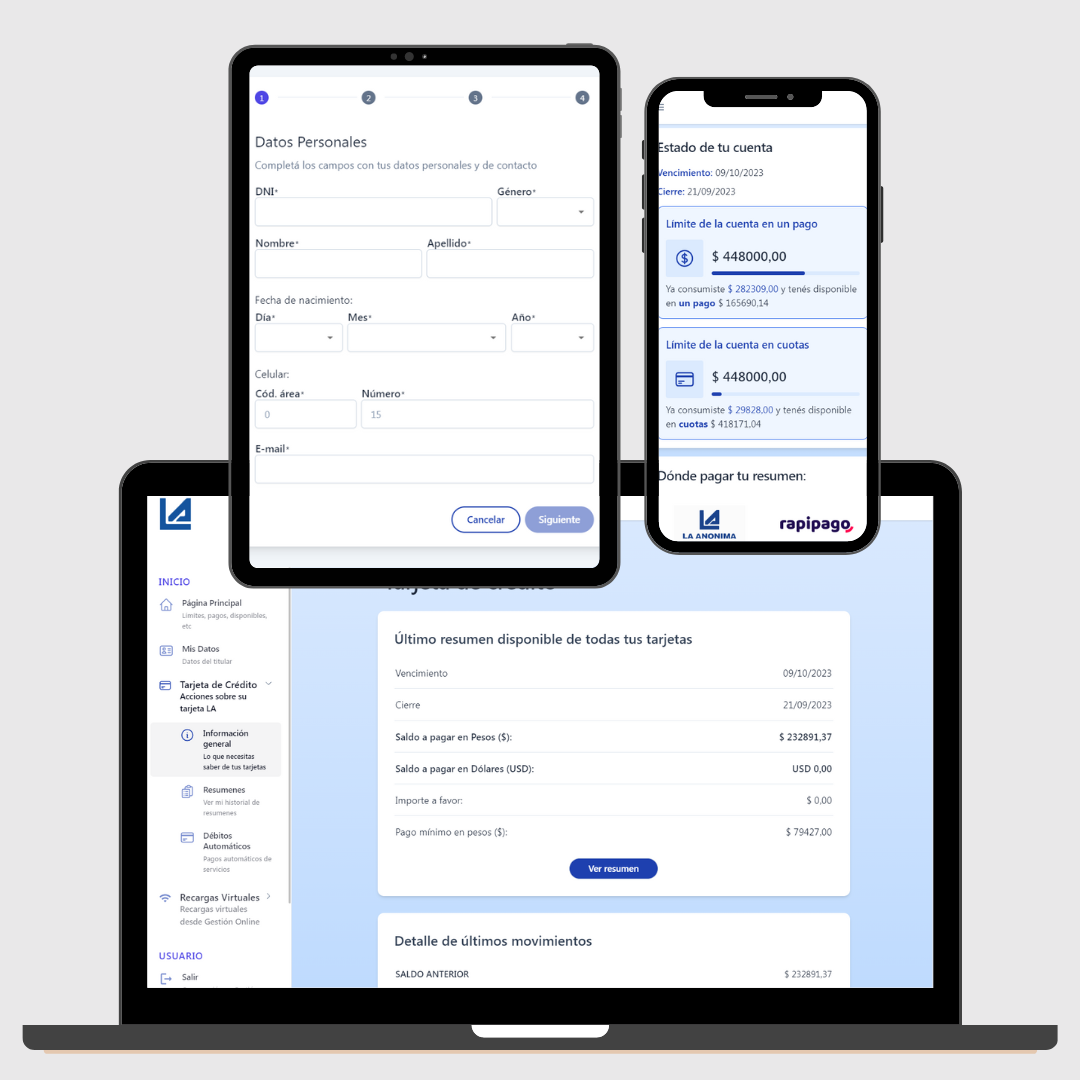 1
2
3
4
Datos Personales
Completá los campos con tus datos personales y de contacto
DNI*
Género*
Nombre*
Apellido*
Fecha de nacimiento:
Día*
Mes*
Año*
Celular:
Cód. área*
Número*
0
15
E-mail*
Cancelar
Siguiente
Estado de tu cuenta
Vencimiento: 09/10/2023
Cierre: 21/09/2023
Límite de la cuenta en un pago
$ 448000,00
Ya consumiste $ 282309,00 y tenés disponible
en un pago $ 165690,14
Límite de la cuenta en cuotas
$ 448000,00
Ya consumiste $ 29828,00 y tenés disponible
en cuotas $ 418171,04
Dónde pagar tu resumen:
LA ANONIMA
rapipago
LA
INICIO
Página Principal
Limites, pagos, disponibles,
etc
Mis Datos
Datos del titular
Tarjeta de Crédito
Acciones sobre su
tarjeta LA
Información
general
Lo que necesitas
saber de tus tarjetas
Resumenes
Ver mi historial de
resumenes
Débitos
Automáticos
Pagos automáticos de
servicios
Recargas Virtuales
Recargas virtuales
desde Gestión Online
USUARIO
Salir
Tarjeta de crédito
Último resumen disponible de todas tus tarjetas
Vencimiento 09/10/2023
Cierre 21/09/2023
Saldo a pagar en Pesos ($): $ 232891,37
Saldo a pagar en Dólares (USD): USD 0,00
Importe a favor: $ 0,00
Pago mínimo en pesos ($): $ 79427,00
Ver resumen
Detalle de últimos movimientos
SALDO ANTERIOR $ 232891,37